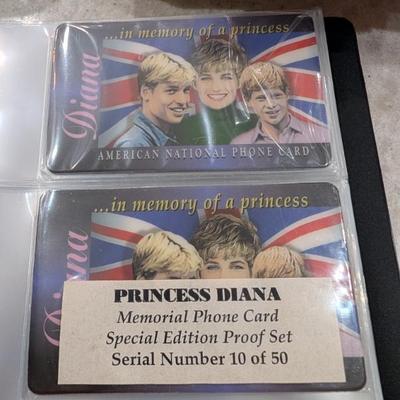 ...in memory of a princess
Diana
AMERICAN NATIONAL PHONE CARD
...in memory of a princess
Diana
PRINCESS DIANA
Memorial Phone Card
Special Edition Proof Set
Serial Number 10 of 50